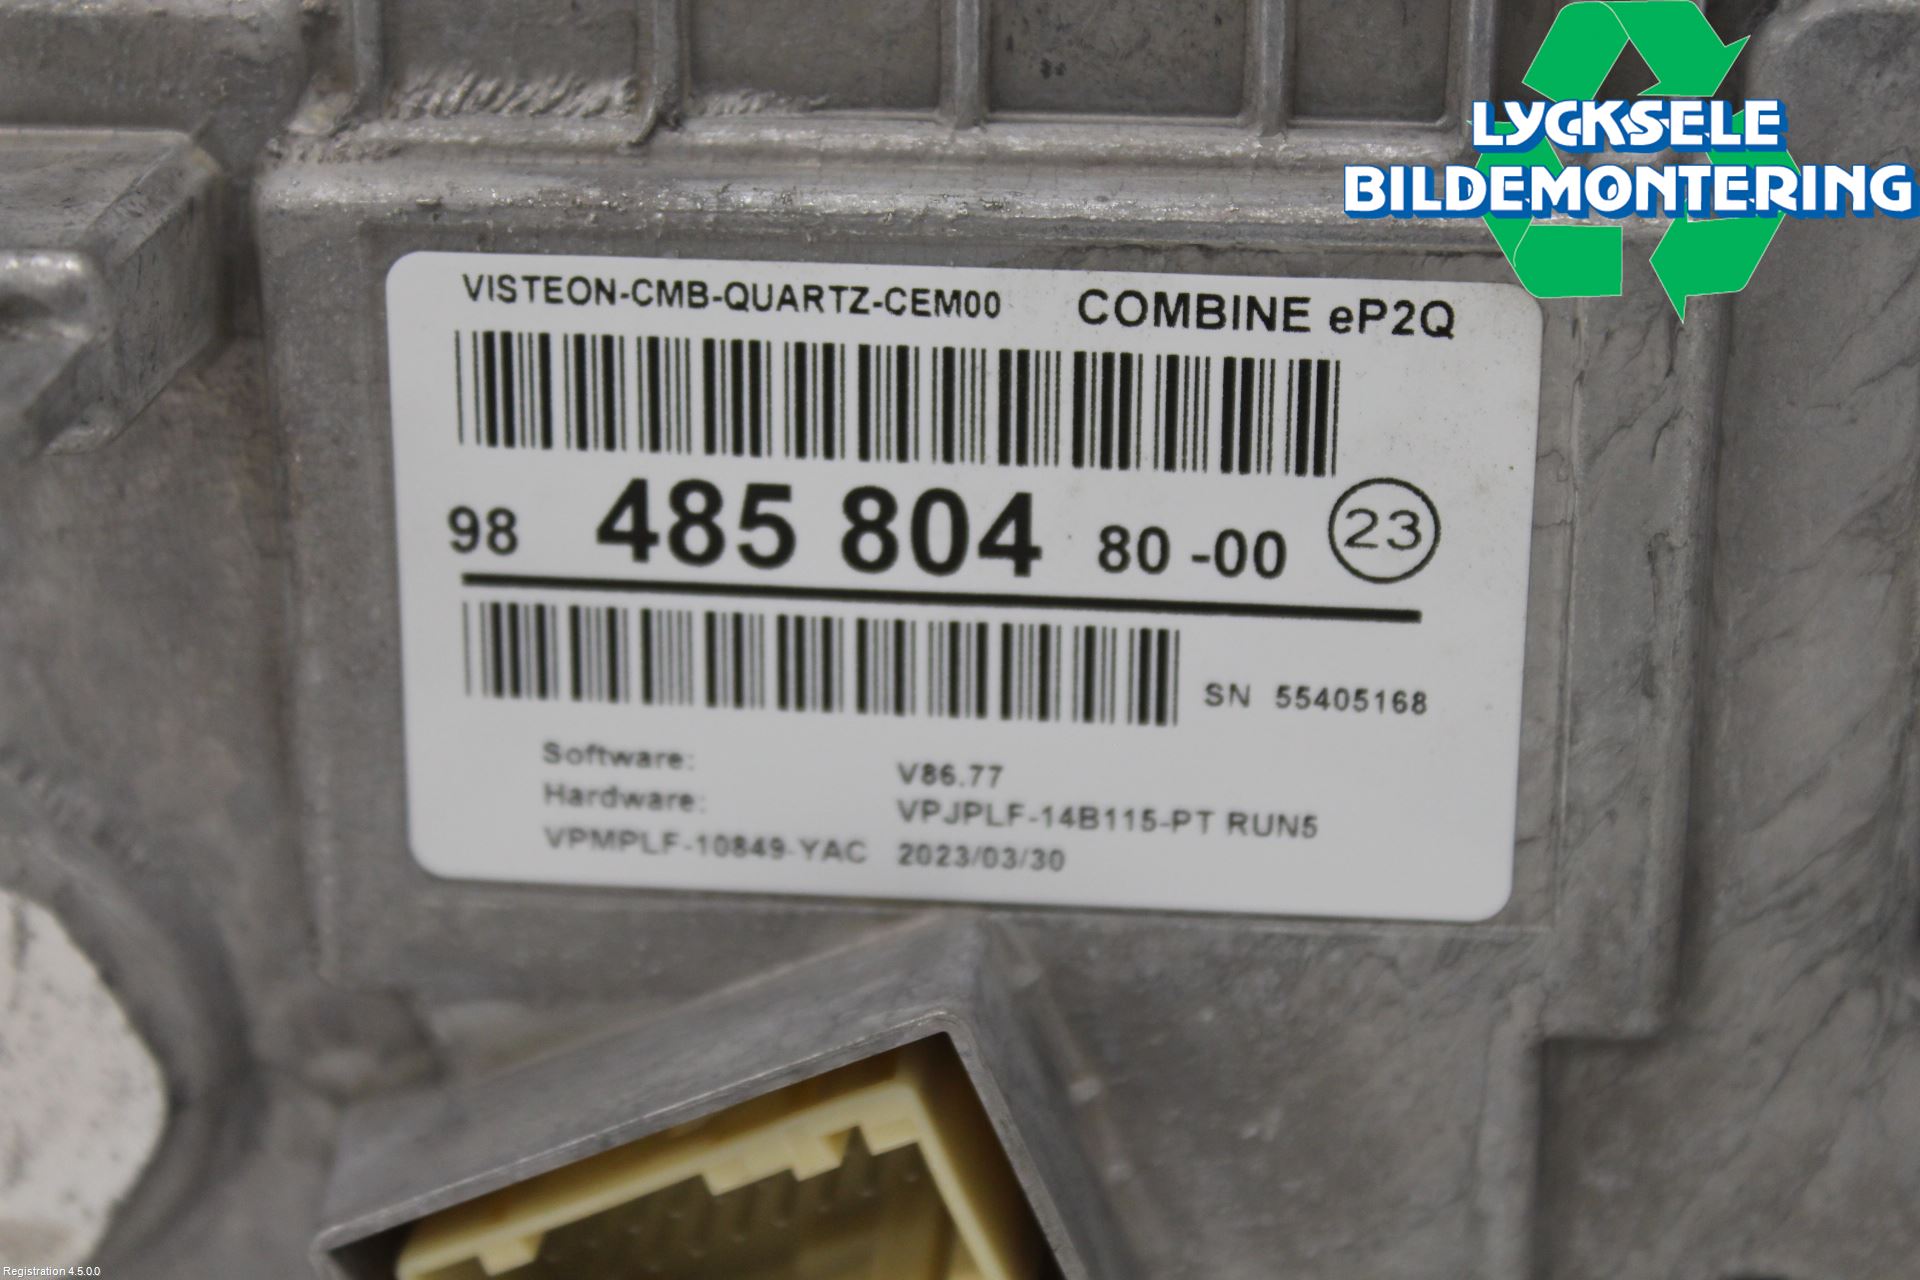 LYCKSELE
BILDEMONTERING
VISTEON-CMB-QUARTZ-CEM00 COMBINE eP2Q
98 485 804 80 -00 23
SN 55405168
Software: V86.77
Hardware: VPJPLF-14B115-PT RUN5
VPMPLF-10849-YAC 2023/03/30
Registration 4.5.0.0